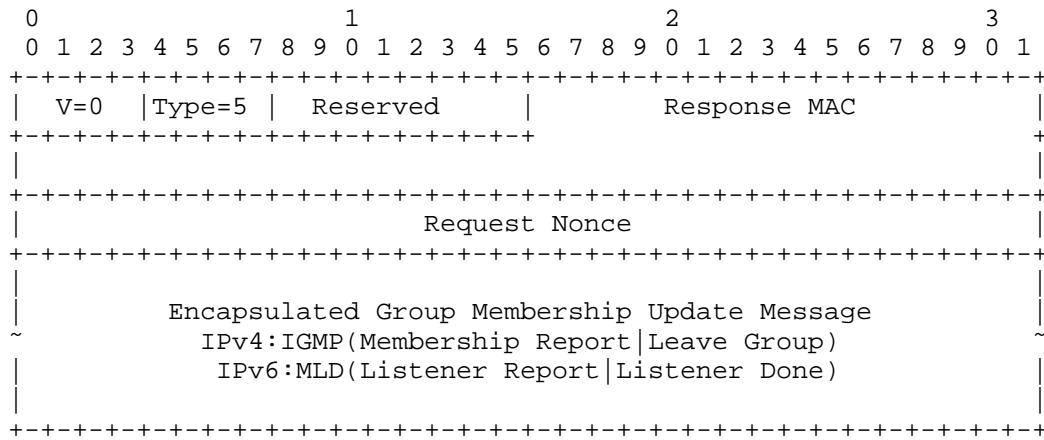 0                   1                   2                   3
 0 1 2 3 4 5 6 7 8 9 0 1 2 3 4 5 6 7 8 9 0 1 2 3 4 5 6 7 8 9 0 1
+-+-+-+-+-+-+-+-+-+-+-+-+-+-+-+-+-+-+-+-+-+-+-+-+-+-+-+-+-+-+-+-+
|  V=0  |Type=5 |  Reserved     |        Response MAC           |
+-+-+-+-+-+-+-+-+-+-+-+-+-+-+-+-+                               +
|                                                               |
+-+-+-+-+-+-+-+-+-+-+-+-+-+-+-+-+-+-+-+-+-+-+-+-+-+-+-+-+-+-+-+-+
|                         Request Nonce                         |
+-+-+-+-+-+-+-+-+-+-+-+-+-+-+-+-+-+-+-+-+-+-+-+-+-+-+-+-+-+-+-+-+
|                                                               |
|         Encapsulated Group Membership Update Message          |
~           IPv4:IGMP(Membership Report|Leave Group)            ~
|            IPv6:MLD(Listener Report|Listener Done)            |
|                                                               |
+-+-+-+-+-+-+-+-+-+-+-+-+-+-+-+-+-+-+-+-+-+-+-+-+-+-+-+-+-+-+-+-+